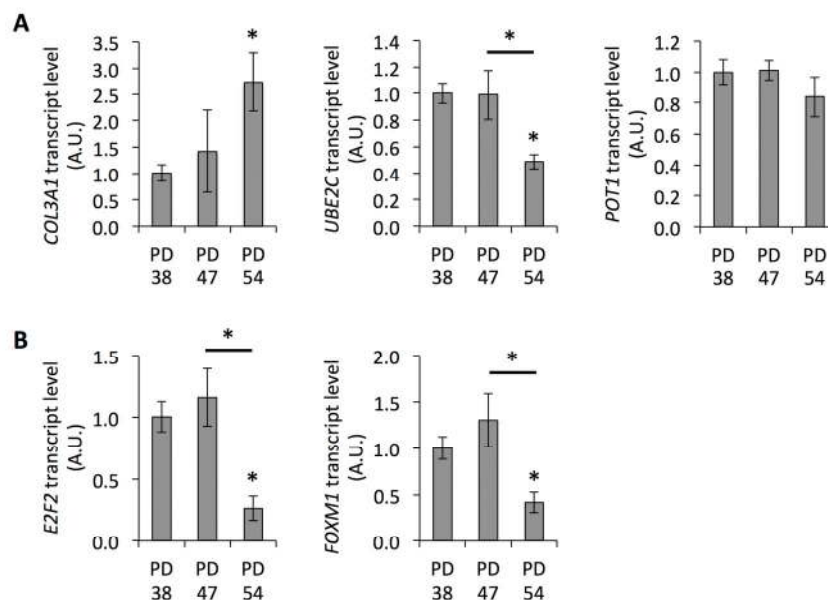 A
COL3A1 transcript level
(A.U.)
3.5
3.0
2.5
2.0
1.5
1.0
0.5
0.0
*
PD PD PD
38 47 54
UBE2C transcript level
(A.U.)
1.4
1.2
1.0
0.8
0.6
0.4
0.2
0.0
*
*
PD PD PD
38 47 54
POT1 transcript level
(A.U.)
1.2
1.0
0.8
0.6
0.4
0.2
0.0
PD PD PD
38 47 54
B
E2F2 transcript level
(A.U.)
1.5
1.0
0.5
0.0
*
*
PD PD PD
38 47 54
FOXM1 transcript level
(A.U.)
2.0
1.5
1.0
0.5
0.0
*
*
PD PD PD
38 47 54